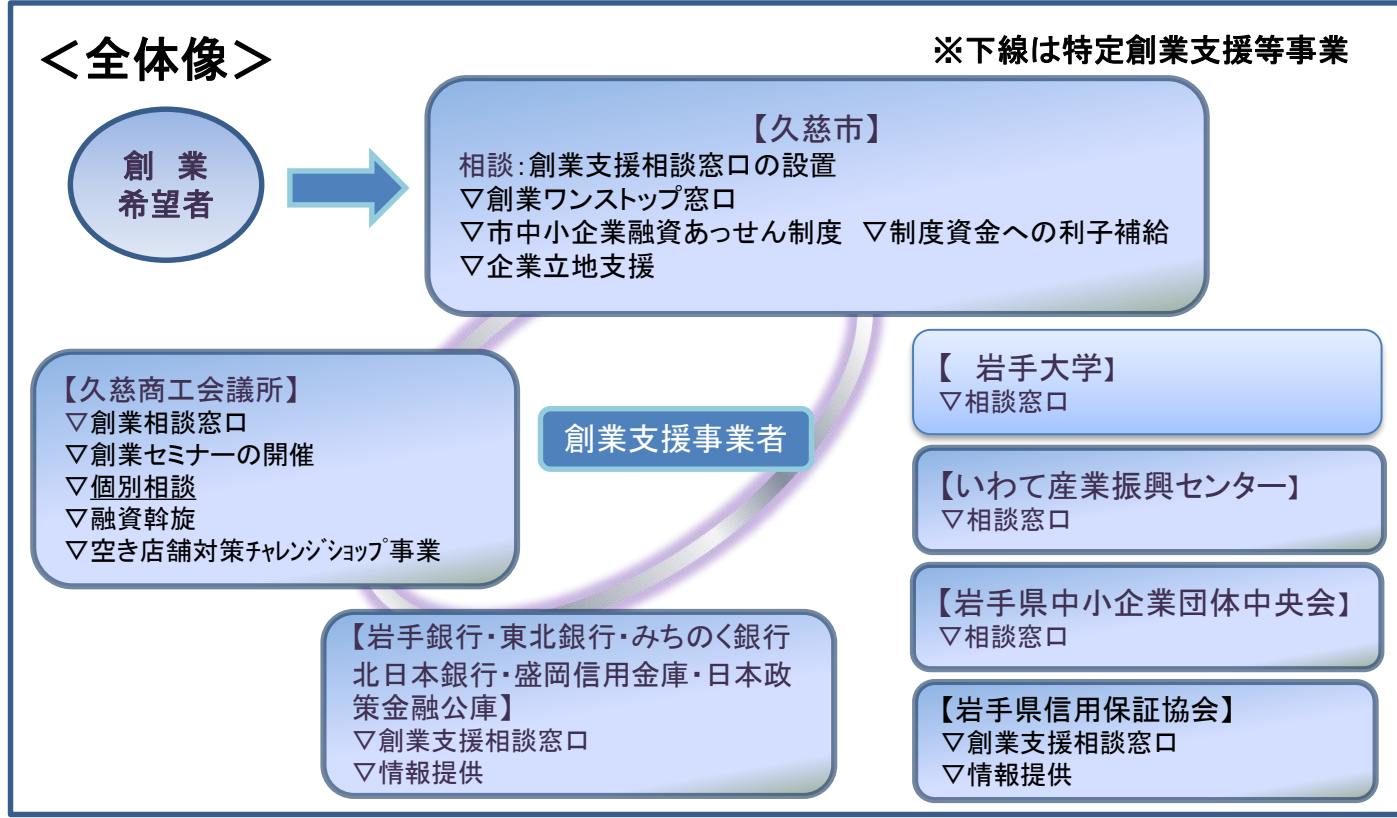 ＜全体像＞
※下線は特定創業支援等事業
創　業
希望者
【久慈市】
相談：創業支援相談窓口の設置
▽創業ワンストップ窓口
▽市中小企業融資あっせん制度　▽制度資金への利子補給
▽企業立地支援
【久慈商工会議所】
▽創業相談窓口
▽創業セミナーの開催
▽個別相談
▽融資斡旋
▽空き店舗対策ﾁｬﾚﾝｼﾞｼｮｯﾌﾟ事業
創業支援事業者
【岩手銀行・東北銀行・みちのく銀行
北日本銀行・盛岡信用金庫・日本政
策金融公庫】
▽創業支援相談窓口
▽情報提供
【　岩手大学】
▽相談窓口
【いわて産業振興センター】
▽相談窓口
【岩手県中小企業団体中央会】
▽相談窓口
【岩手県信用保証協会】
▽創業支援相談窓口
▽情報提供